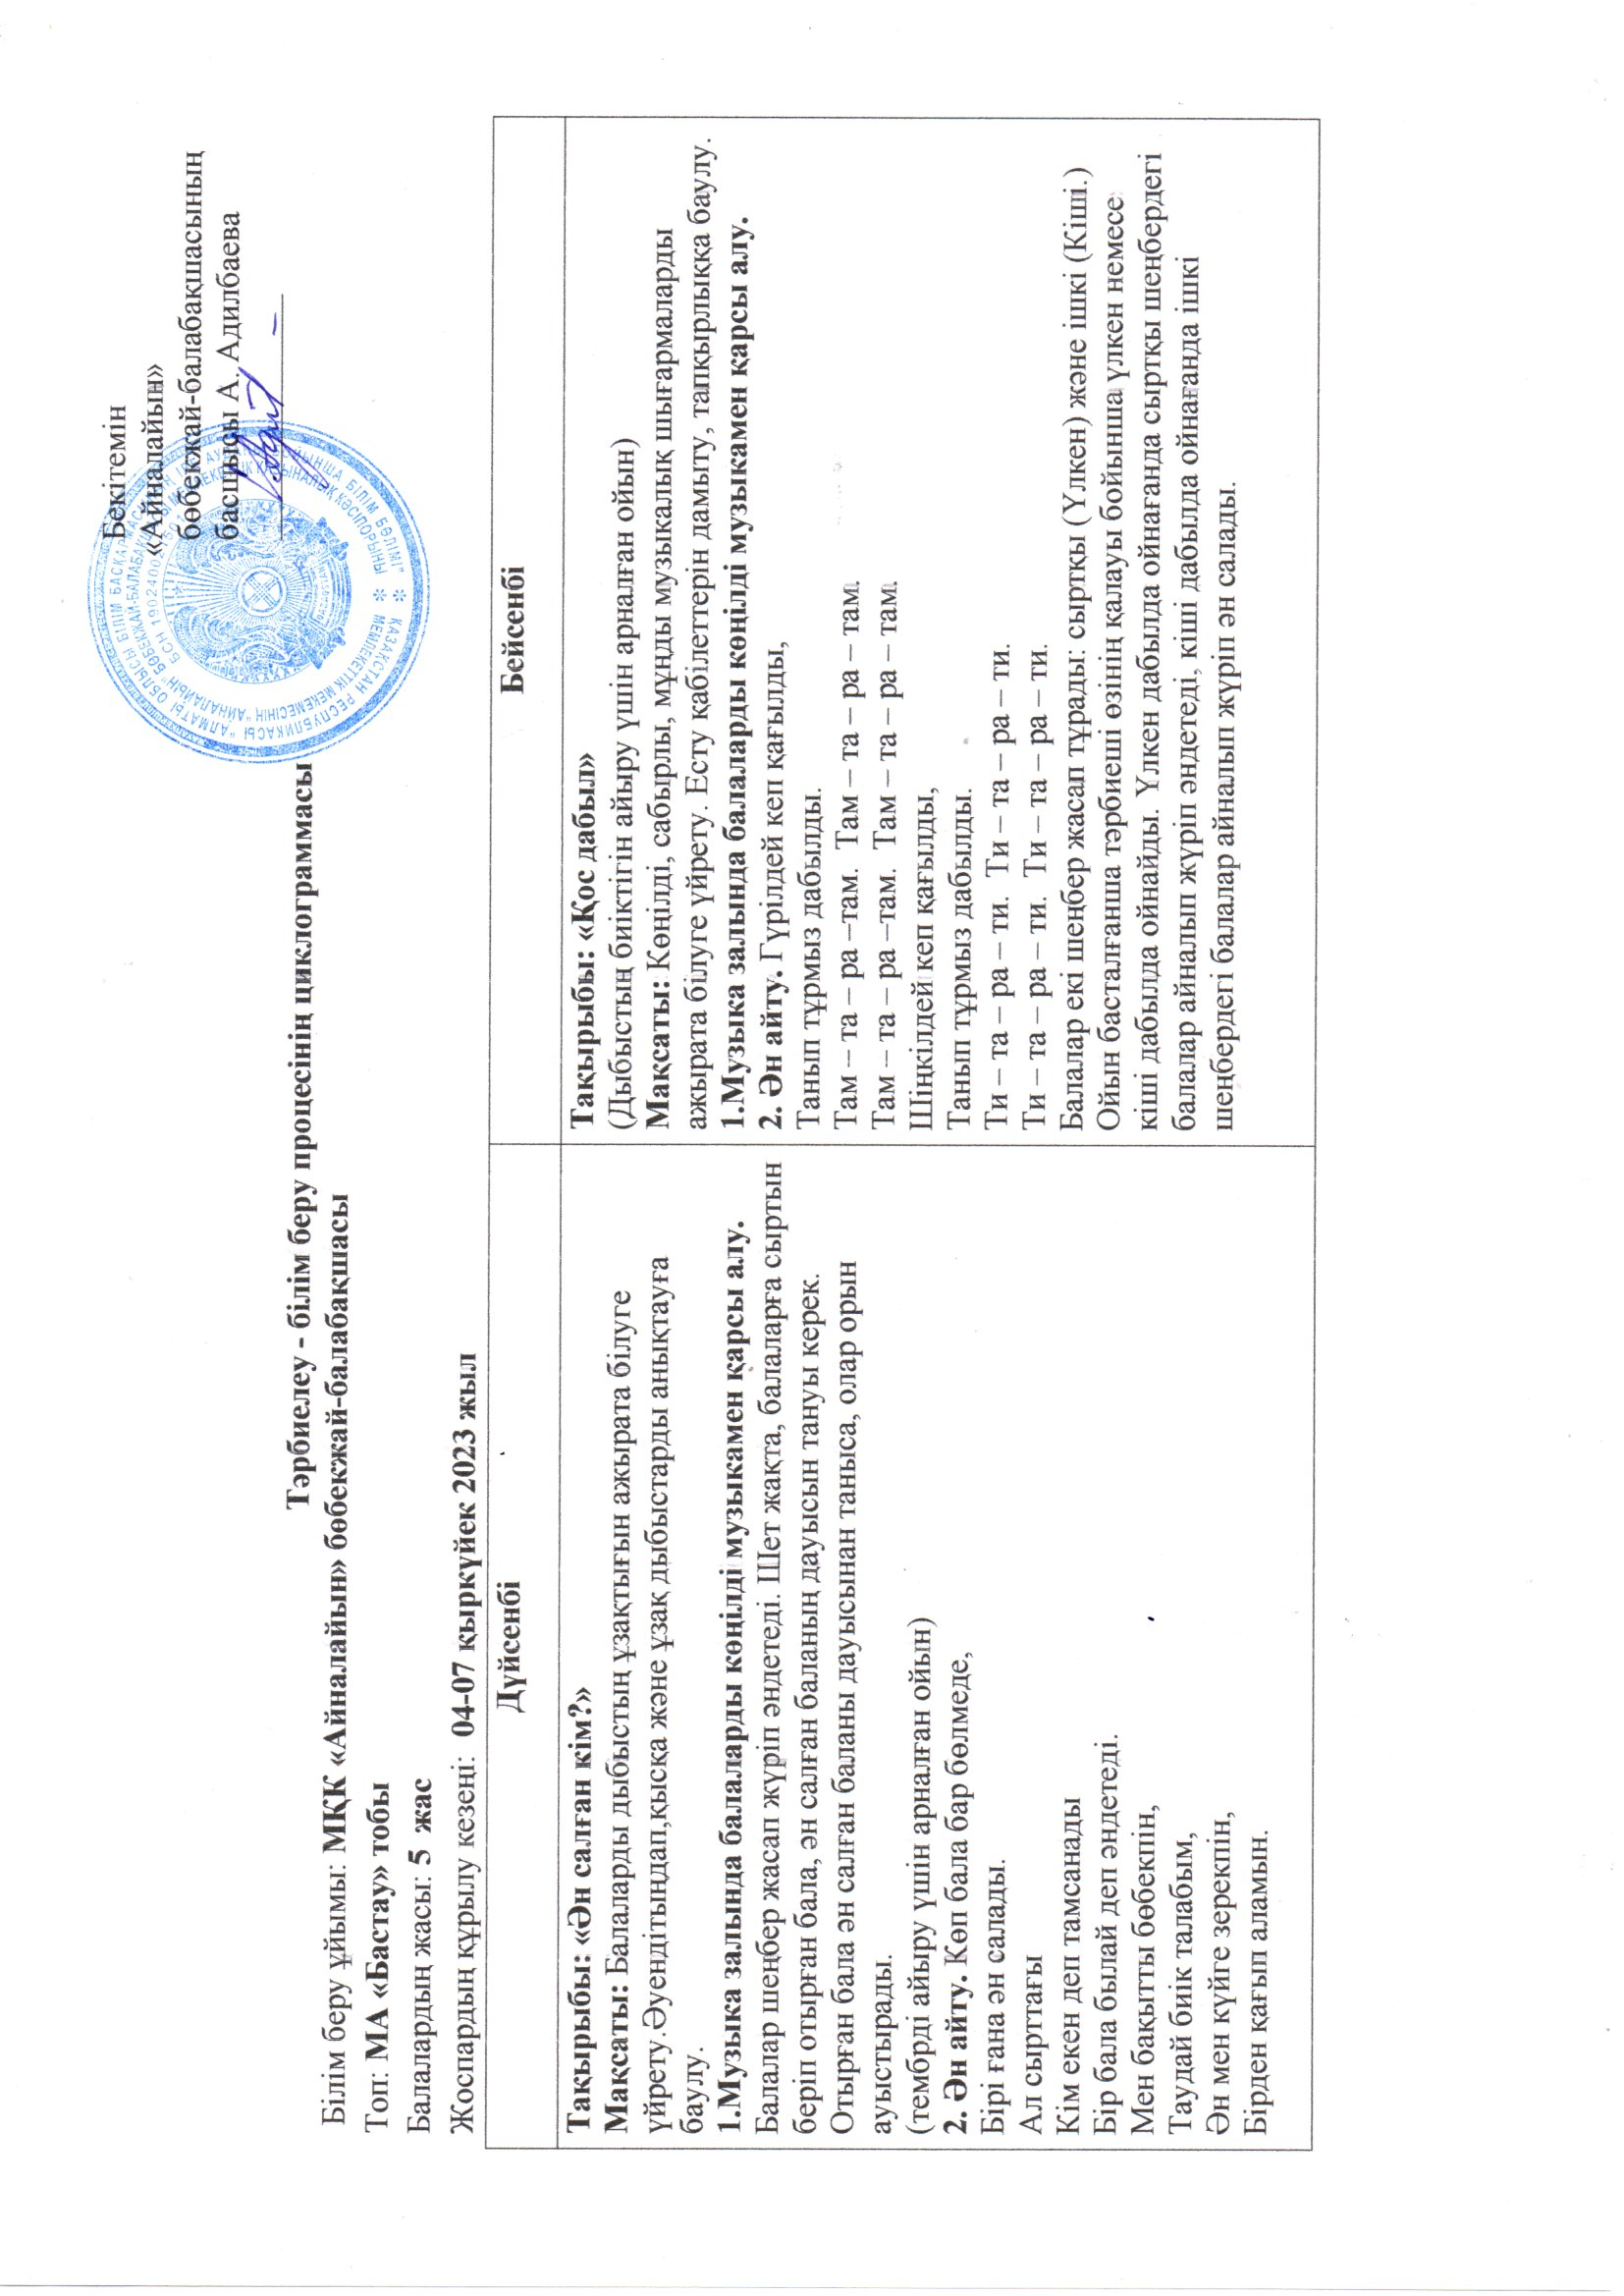 Бекітемін
«Айналайын»
бөбекжай-балабақшасының
басшысы А. Адилбаева
Тәрбиелеу - білім беру процесінің циклограммасы
Білім беру ұйымы: МҚК «Айналайын» бөбекжай-балабақшасы
Топ: МА «Бастау» тобы
Балалардың жасы: 5 жас
Жоспардың құрылу кезеңі: 04-07 қыркүйек 2023 жыл
Дүйсенбі
Тақырыбы: «Ән салған кім?»
Мақсаты: Балаларды дыбыстың ұзақтығын ажырата білуге
үйрету.Әуендітыңдап,қысқа және ұзақ дыбыстарды анықтауға
баулу.
1.Музыка залында балаларды көңілді музыкамен қарсы алу.
Балалар шеңбер жасап жүріп әндетеді. Шет жақта, балаларға сыртын
беріп отырған бала, ән салған баланың дауысын тануы керек.
Отырған бала ән салған баланы дауысынан таныса, олар орын
ауыстырады.
(тембрді айыру үшін арналған ойын)
2. Ән айту. Көп бала бар бөлмеде,
Бірі ғана ән салады.
Ал сырттағы
Кім екен деп тамсанады
Бір бала былай деп әндетеді.
Мен бақытты бөбекпін,
Таудай биік талабым,
Ән мен күйге зерекпін,
Бірден қағып аламын.
Бейсенбі
Тақырыбы: «Қос дабыл»
(Дыбыстың биіктігін айыру үшін арналған ойын)
Мақсаты: Көңілді, сабырлы, мұңды музыкалық шығармаларды
ажырата білуге үйрету. Есту қабілеттерін дамыту, тапқырлыққа баулу.
1.Музыка залында балаларды көңілді музыкамен қарсы алу.
2. Ән айту. Гүрілдей кеп қағылды,
Танып тұрмыз дабылды.
Там – та – ра –там. Там – та – ра – там.
Там – та – ра –там. Там – та – ра – там.
Шіңкілдей кеп қағылды,
Танып тұрмыз дабылды.
Ти – та – ра – ти. Ти – та – ра – ти.
Ти – та – ра – ти. Ти – та – ра – ти.
Балалар екі шеңбер жасап тұрады: сыртқы (Үлкен) және ішкі (Кіші.)
Ойын басталғанша тәрбиеші өзінің қалауы бойынша үлкен немесе
кіші дабылда ойнайды. Үлкен дабылда ойнағанда сыртқы шеңбердегі
балалар айналып жүріп әндетеді, кіші дабылда ойнағанда ішкі
шеңбердегі балалар айналып жүріп ән салады.